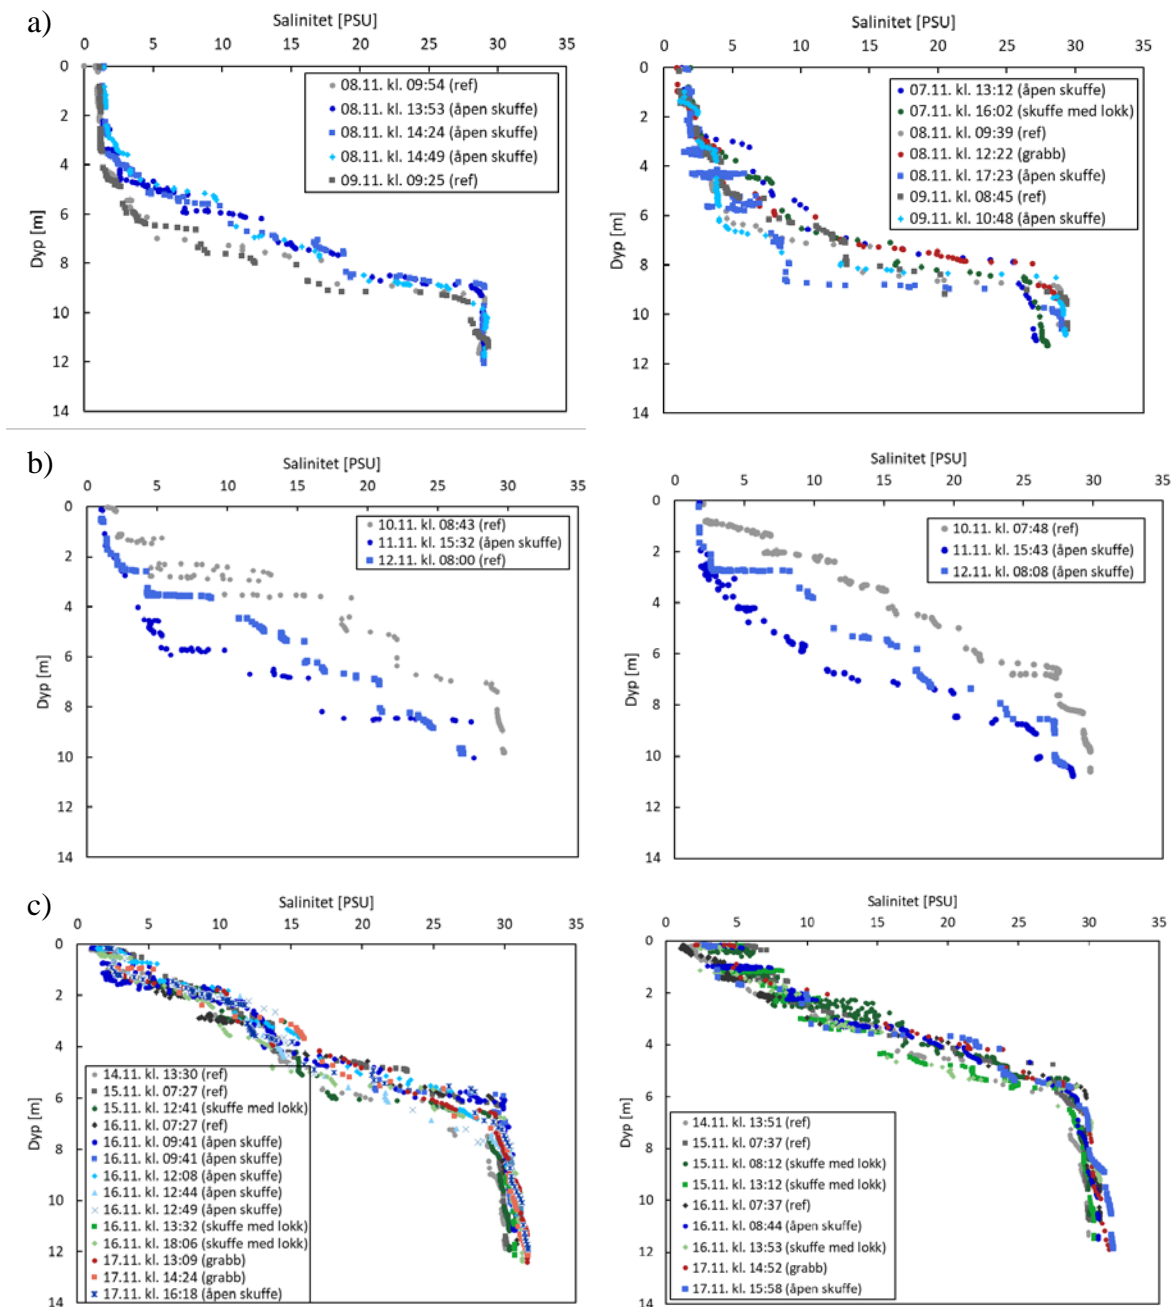 a)
Salinitet [PSU]
0 5 10 15 20 25 30 35
0
2
4
6
8
10
12
14
Dyp [m]
08.11. kl. 09:54 (ref)
08.11. kl. 13:53 (åpen skuffe)
08.11. kl. 14:24 (åpen skuffe)
08.11. kl. 14:49 (åpen skuffe)
09.11. kl. 09:25 (ref)
Salinitet [PSU]
0 5 10 15 20 25 30 35
0
2
4
6
8
10
12
14
Dyp [m]
07.11. kl. 13:12 (åpen skuffe)
07.11. kl. 16:02 (skuffe med lokk)
08.11. kl. 09:39 (ref)
08.11. kl. 12:22 (grabb)
08.11. kl. 17:23 (åpen skuffe)
09.11. kl. 08:45 (ref)
09.11. kl. 10:48 (åpen skuffe)
b)
Salinitet [PSU]
0 5 10 15 20 25 30 35
0
2
4
6
8
10
12
14
Dyp [m]
10.11. kl. 08:43 (ref)
11.11. kl. 15:32 (åpen skuffe)
12.11. kl. 08:00 (ref)
Salinitet [PSU]
0 5 10 15 20 25 30 35
0
2
4
6
8
10
12
14
Dyp [m]
10.11. kl. 07:48 (ref)
11.11. kl. 15:43 (åpen skuffe)
12.11. kl. 08:08 (åpen skuffe)
c)
Salinitet [PSU]
0 5 10 15 20 25 30 35
0
2
4
6
8
10
12
14
Dyp [m]
14.11. kl. 13:30 (ref)
15.11. kl. 07:27 (ref)
15.11. kl. 12:41 (skuffe med lokk)
16.11. kl. 07:27 (ref)
16.11. kl. 09:41 (åpen skuffe)
16.11. kl. 09:41 (åpen skuffe)
16.11. kl. 12:08 (åpen skuffe)
16.11. kl. 12:44 (åpen skuffe)
16.11. kl. 12:49 (åpen skuffe)
16.11. kl. 13:32 (skuffe med lokk)
16.11. kl. 18:06 (skuffe med lokk)
17.11. kl. 13:09 (grabb)
17.11. kl. 14:24 (grabb)
17.11. kl. 16:18 (åpen skuffe)
Salinitet [PSU]
0 5 10 15 20 25 30 35
0
2
4
6
8
10
12
14
Dyp [m]
14.11. kl. 13:51 (ref)
15.11. kl. 07:37 (ref)
15.11. kl. 08:12 (skuffe med lokk)
15.11. kl. 13:12 (skuffe med lokk)
16.11. kl. 07:37 (ref)
16.11. kl. 08:44 (åpen skuffe)
16.11. kl. 13:53 (skuffe med lokk)
17.11. kl. 14:52 (grabb)
17.11. kl. 15:58 (åpen skuffe)